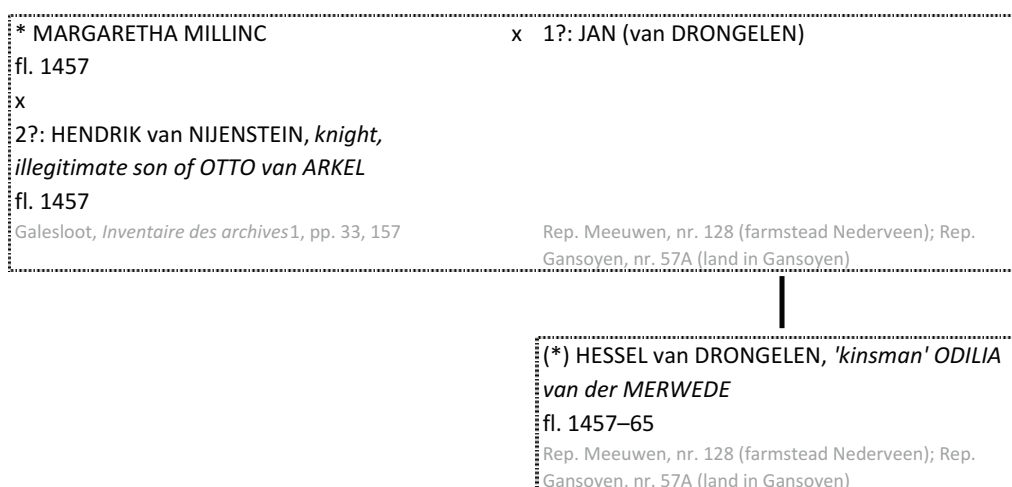 * MARGARETHA MILLINC x 1?: JAN (van DRONGELEN)
fl. 1457
x
2?: HENDRIK van NIJENSTEIN, knight,
illegitimate son of OTTO van ARKEL
fl. 1457
Galesloot, Inventaire des archives1, pp. 33, 157
Rep. Meeuwen, nr. 128 (farmstead Nederveen); Rep.
Gansoyen, nr. 57A (land in Gansoyen)
(*) HESSEL van DRONGELEN, 'kinsman' ODILIA
van der MERWEDE
fl. 1457–65
Rep. Meeuwen, nr. 128 (farmstead Nederveen); Rep.
Gansoyen, nr. 57A (land in Gansoyen)